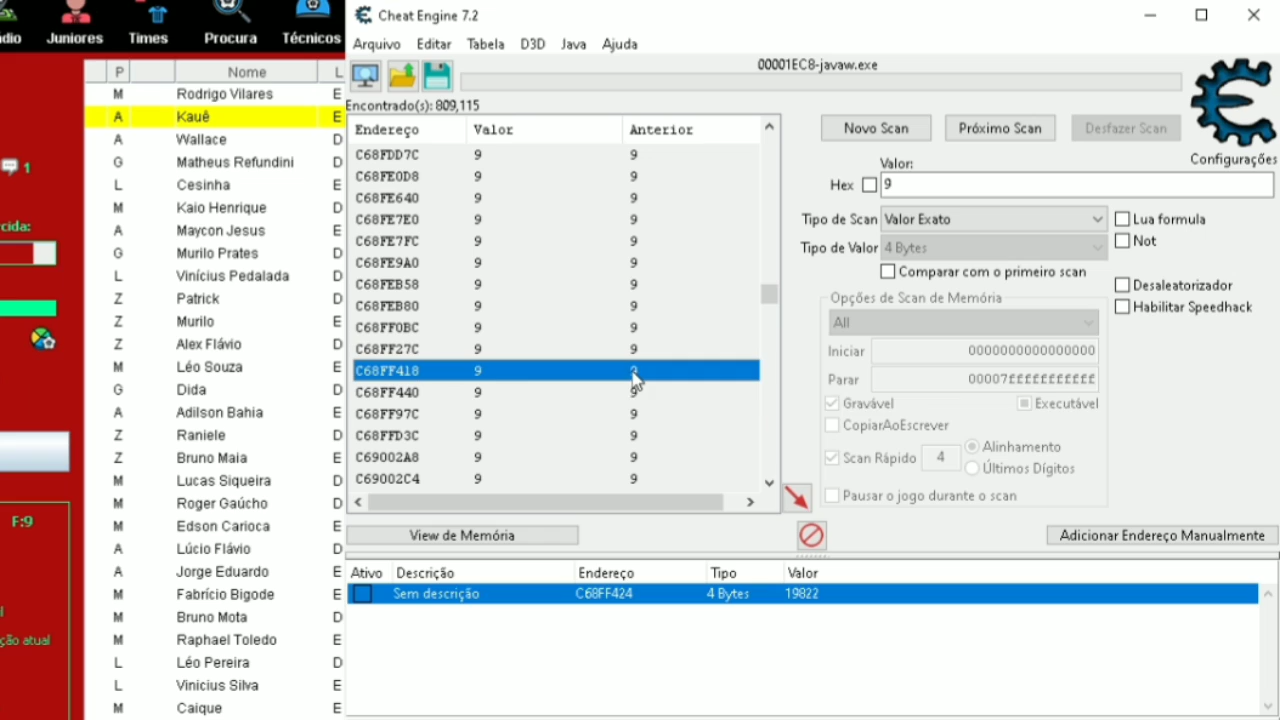 dio Juniores Times Procura Técnicos
1
cida:
F:9
l
ção atual
P Nome L
M Rodrigo Vilares E
A Kauê E
A Wallace D
G Matheus Refundini D
L Cesinha E
M Kaio Henrique D
A Maycon Jesus E
G Murilo Prates D
L Vinícius Pedalada D
Z Patrick D
Z Murilo E
Z Alex Flávio D
M Léo Souza E
G Dida D
A Adilson Bahia E
Z Raniele D
Z Bruno Maia E
M Lucas Siqueira D
M Roger Gaúcho D
M Edson Carioca E
A Lúcio Flávio D
A Jorge Eduardo E
M Fabrício Bigode E
M Bruno Mota D
M Raphael Toledo E
L Léo Pereira D
L Vinicius Silva E
M Caique E
Cheat Engine 7.2
Arquivo Editar Tabela D3D Java Ajuda
00001EC8-javaw.exe
Encontrado(s): 809,115
Endereço Valor Anterior
C68FDD7C 9 9
C68FE0D8 9 9
C68FE640 9 9
C68FE7E0 9 9
C68FE7FC 9 9
C68FE9A0 9 9
C68FEB58 9 9
C68FEB80 9 9
C68FF0BC 9 9
C68FF27C 9 9
C68FF418 9 9
C68FF440 9 9
C68FF97C 9 9
C68FFD3C 9 9
C69002A8 9 9
C69002C4 9 9
Novo Scan Próximo Scan Desfazer Scan
Configurações
Valor:
Hex 9
Tipo de Scan Valor Exato
Tipo de Valor 4 Bytes
Comparar com o primeiro scan
Lua formula
Not
Desaleatorizador
Habilitar Speedhack
Opções de Scan de Memória
All
Iniciar 0000000000000000
Parar 00007fffffffffff
Gravável Executável
CopiarAoEscrever
Scan Rápido 4 Alinhamento
Últimos Dígitos
Pausar o jogo durante o scan
View de Memória
Adicionar Endereço Manualmente
Ativo Descrição Endereço Tipo Valor
Sem descrição C68FF424 4 Bytes 19822